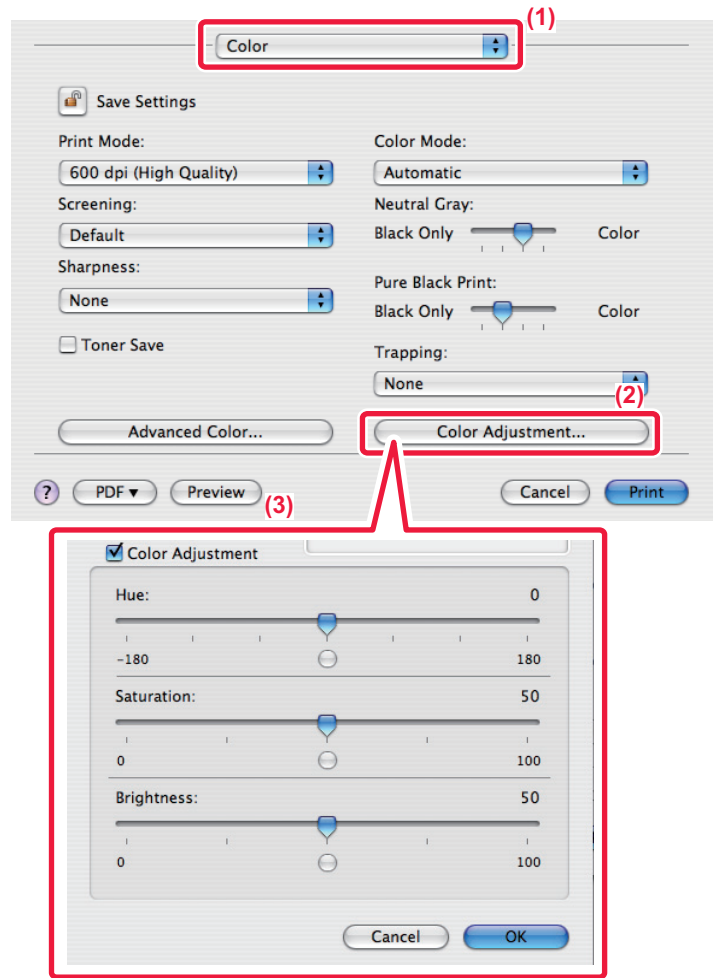 (1)
Color
Save Settings
Print Mode:
Color Mode:
600 dpi (High Quality)
Automatic
Screening:
Neutral Gray:
Default
Black Only
Color
Sharpness:
Pure Black Print:
None
Black Only
Color
Toner Save
Trapping:
None
(2)
Advanced Color...
Color Adjustment...
?
PDF▼
Preview
Cancel
Print
(3)
Color Adjustment
Hue:
0
-180
180
Saturation:
50
0
100
Brightness:
50
0
100
Cancel
OK